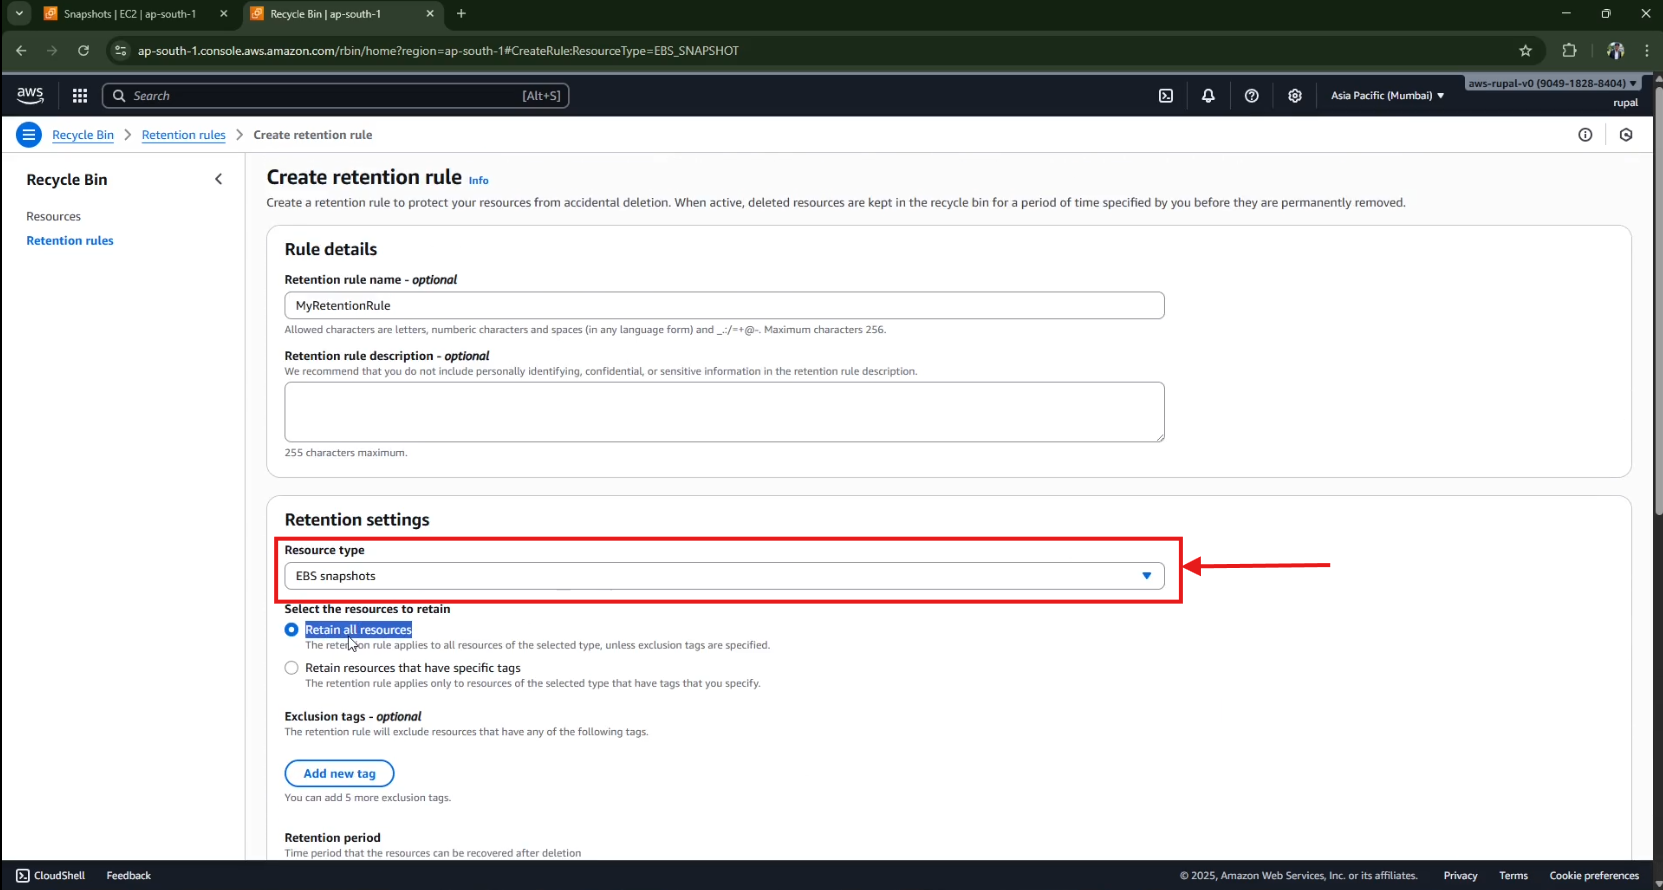 Snapshots | EC2 | ap-south-1
Recycle Bin | ap-south-1
ap-south-1.console.aws.amazon.com/rbin/home?region=ap-south-1#CreateRule:ResourceType=EBS_SNAPSHOT
aws
Search
[Alt+S]
Asia Pacific (Mumbai)
aws-rupal-v0 (9049-1828-8404)
rupal
Recycle Bin > Retention rules > Create retention rule
Recycle Bin
Resources
Retention rules
Create retention rule Info
Create a retention rule to protect your resources from accidental deletion. When active, deleted resources are kept in the recycle bin for a period of time specified by you before they are permanently removed.
Rule details
Retention rule name - optional
MyRetentionRule
Allowed characters are letters, numberic characters and spaces (in any language form) and _.:/=+@-. Maximum characters 256.
Retention rule description - optional
We recommend that you do not include personally identifying, confidential, or sensitive information in the retention rule description.
255 characters maximum.
Retention settings
Resource type
EBS snapshots
Select the resources to retain
Retain all resources
The retention rule applies to all resources of the selected type, unless exclusion tags are specified.
Retain resources that have specific tags
The retention rule applies only to resources of the selected type that have tags that you specify.
Exclusion tags - optional
The retention rule will exclude resources that have any of the following tags.
Add new tag
You can add 5 more exclusion tags.
Retention period
Time period that the resources can be recovered after deletion
CloudShell
Feedback
© 2025, Amazon Web Services, Inc. or its affiliates.
Privacy
Terms
Cookie preferences